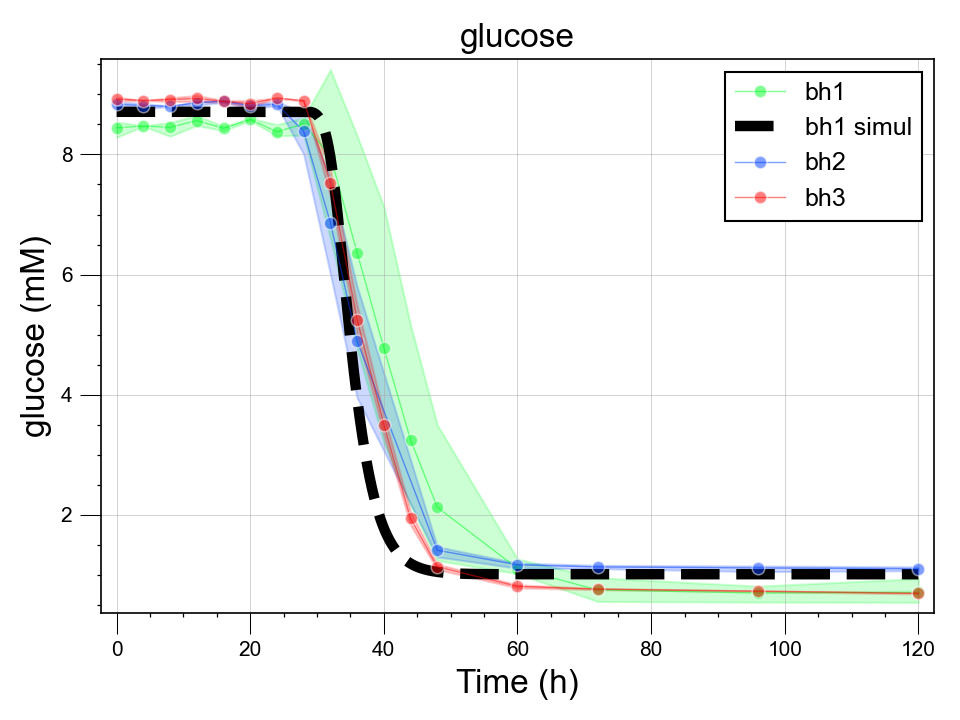 glucose
bh1
bh1 simul
bh2
bh3
8
6
4
2
glucose (mM)
0 20 40 60 80 100 120
Time (h)